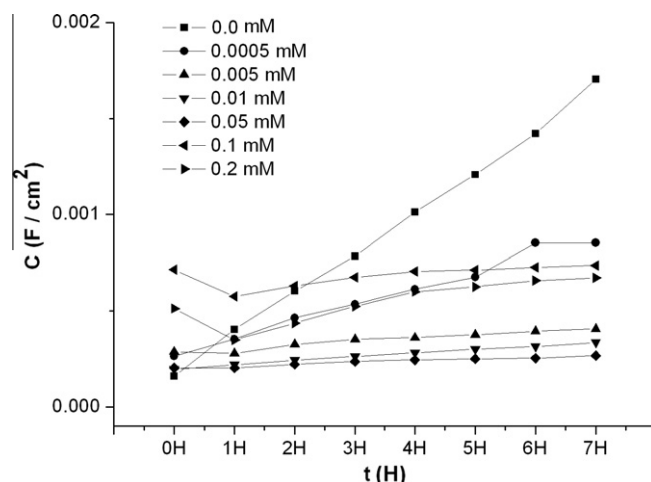 0.002
0.0 mM
0.0005 mM
0.005 mM
0.01 mM
0.05 mM
0.1 mM
0.2 mM
C (F / cm²)
0.001
0.000
0H 1H 2H 3H 4H 5H 6H 7H
t (H)